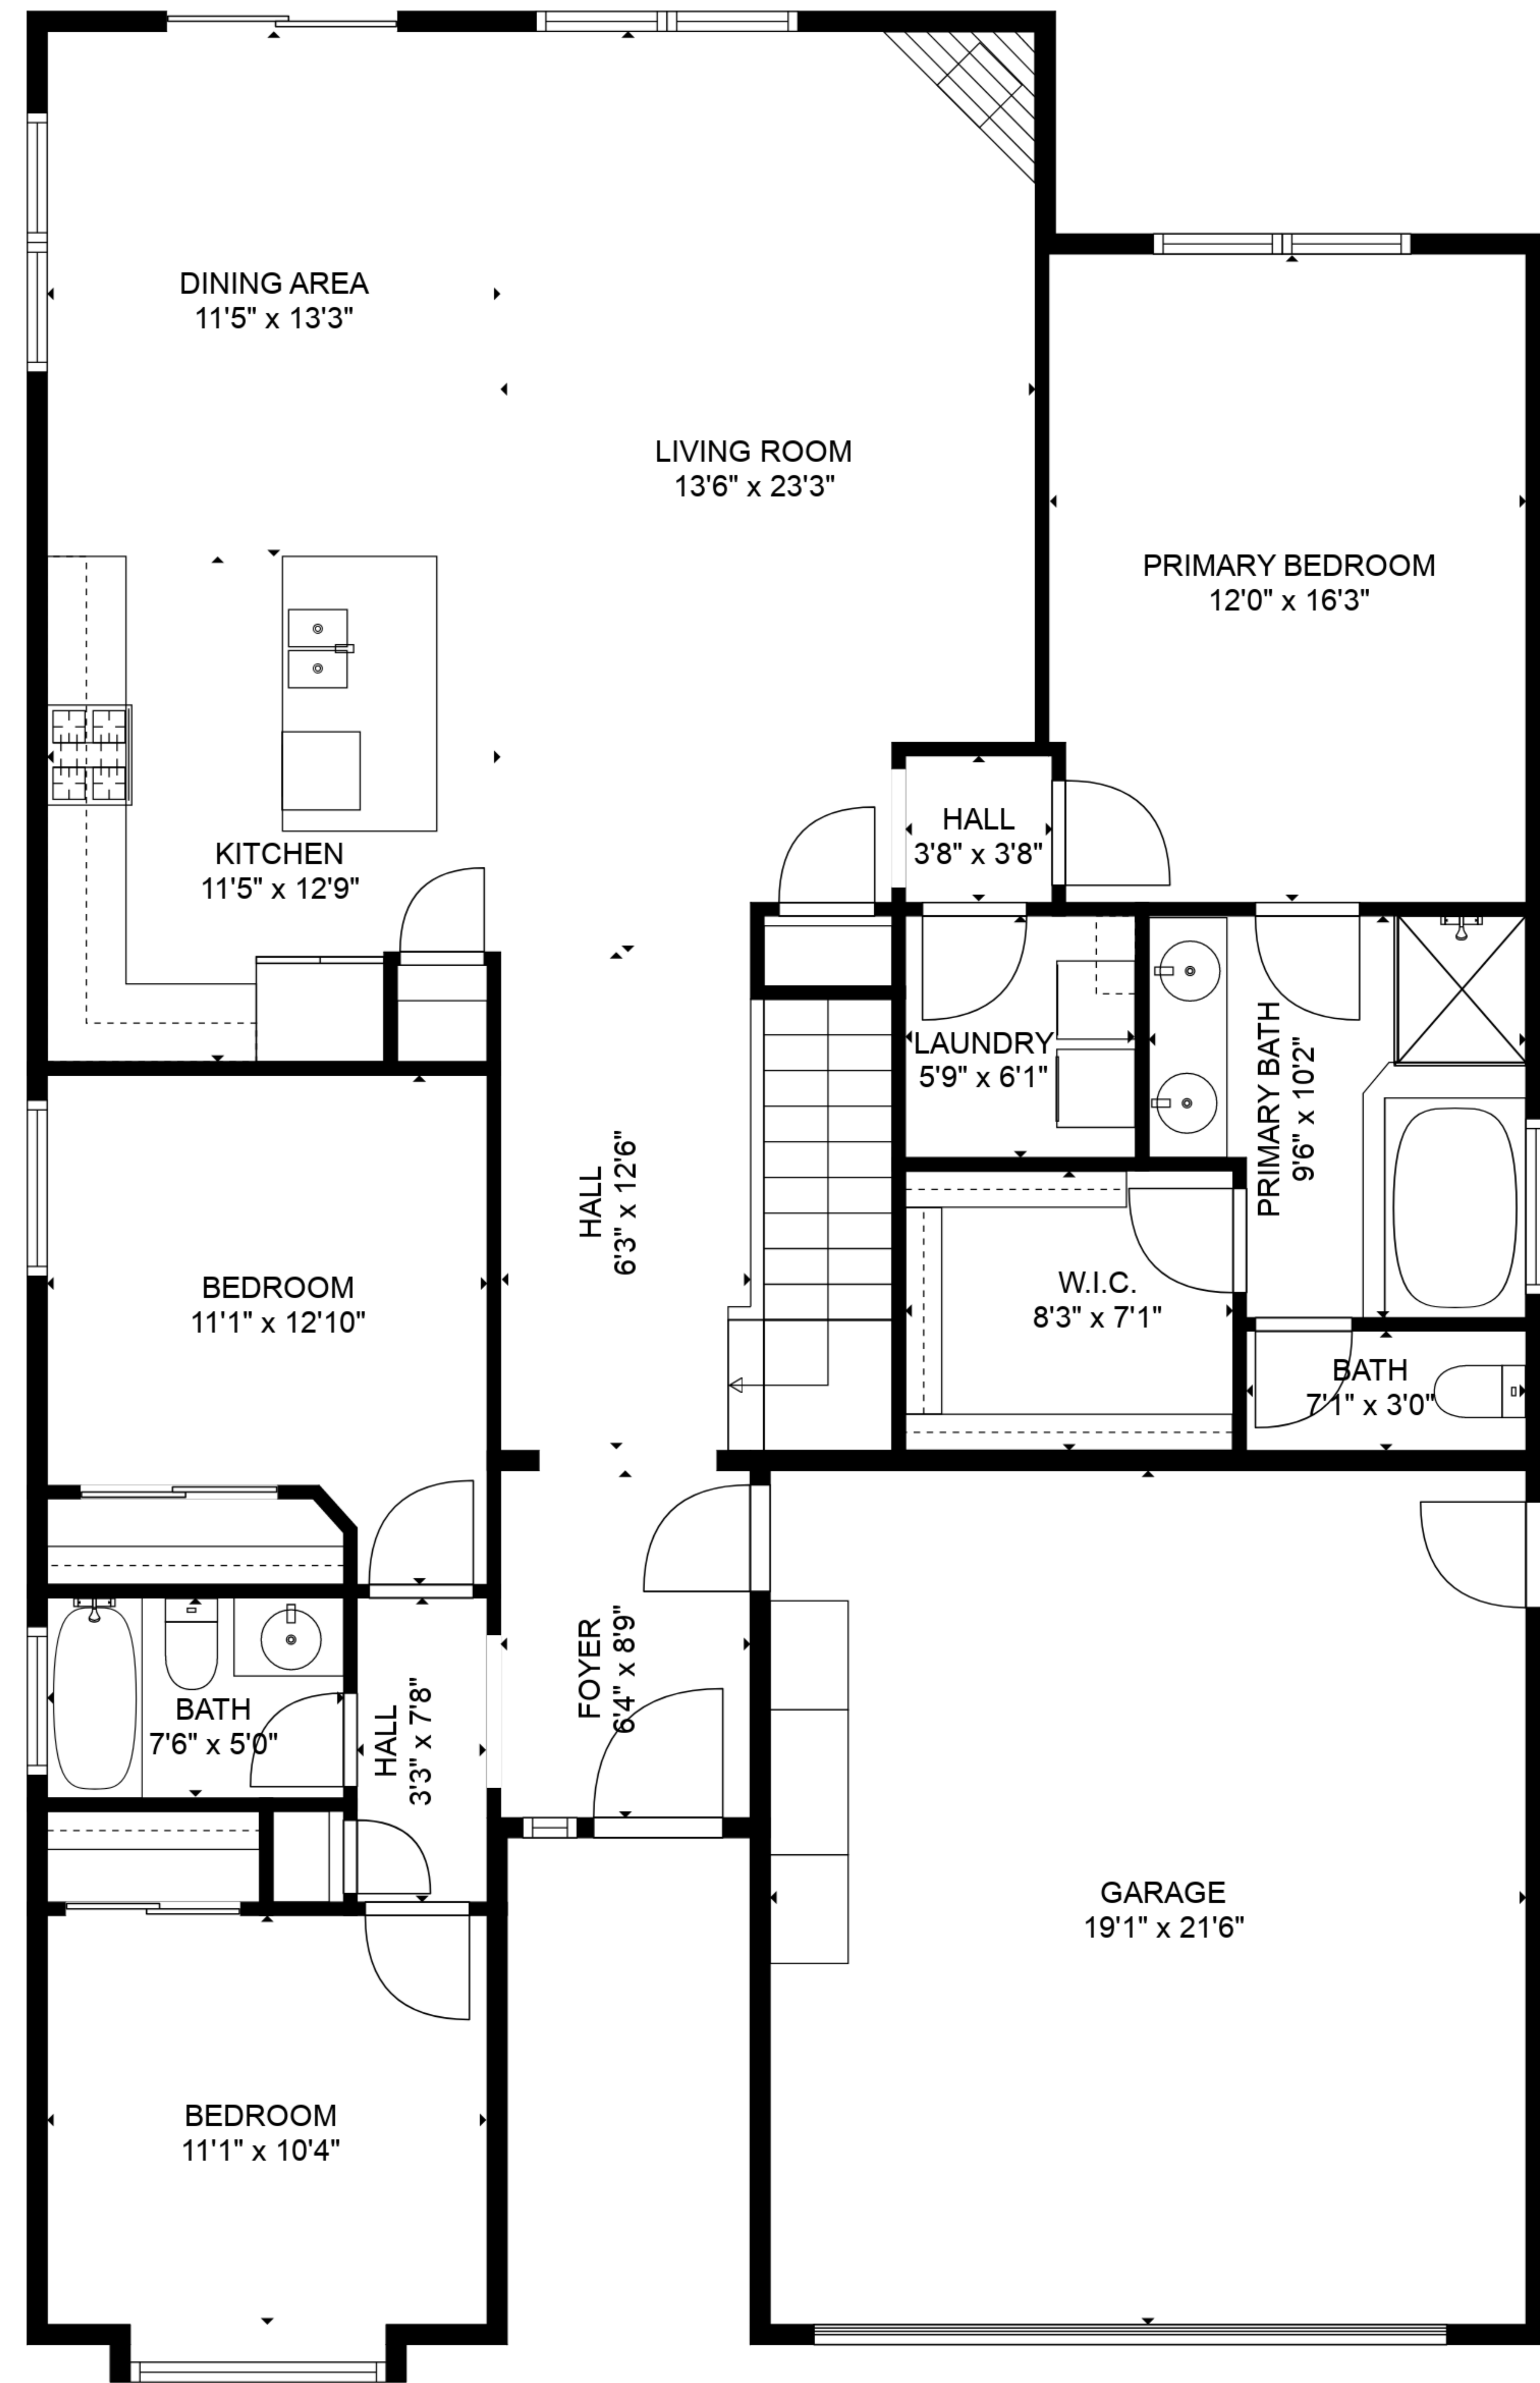 DINING AREA
11'5" x 13'3"
LIVING ROOM
13'6" x 23'3"
PRIMARY BEDROOM
12'0" x 16'3"
HALL
3'8" x 3'8"
KITCHEN
11'5" x 12'9"
LAUNDRY
5'9" x 6'1"
PRIMARY BATH
9'6" x 10'2"
HALL
6'3" x 12'6"
BEDROOM
11'1" x 12'10"
W.I.C.
8'3" x 7'1"
BATH
7'1" x 3'0"
FOYER
6'4" x 8'9"
BATH
7'6" x 5'0"
HALL
3'3" x 7'8"
GARAGE
19'1" x 21'6"
BEDROOM
11'1" x 10'4"